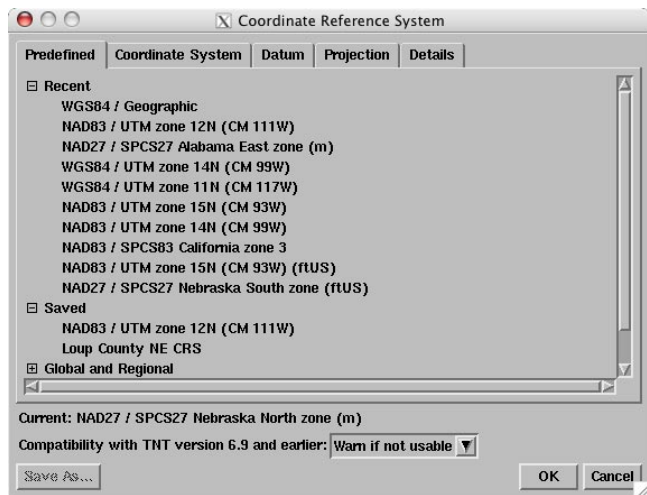 X Coordinate Reference System
Predefined Coordinate System Datum Projection Details
Recent
WGS84 / Geographic
NAD83 / UTM zone 12N (CM 111W)
NAD27 / SPCS27 Alabama East zone (m)
WGS84 / UTM zone 14N (CM 99W)
WGS84 / UTM zone 11N (CM 117W)
NAD83 / UTM zone 15N (CM 93W)
NAD83 / UTM zone 14N (CM 99W)
NAD83 / SPCS83 California zone 3
NAD83 / UTM zone 15N (CM 93W) (ftUS)
NAD27 / SPCS27 Nebraska South zone (ftUS)
Saved
NAD83 / UTM zone 12N (CM 111W)
Loup County NE CRS
Global and Regional
Current: NAD27 / SPCS27 Nebraska North zone (m)
Compatibility with TNT version 6.9 and earlier: Warn if not usable
Save As... OK Cancel